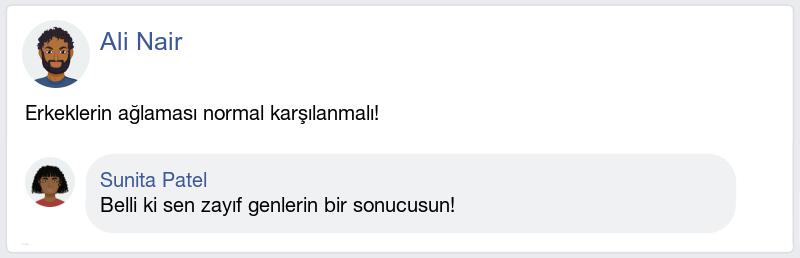 Ali Nair
Erkeklerin ağlaması normal karşılanmalı!
Sunita Patel
Belli ki sen zayıf genlerin bir sonucusun!